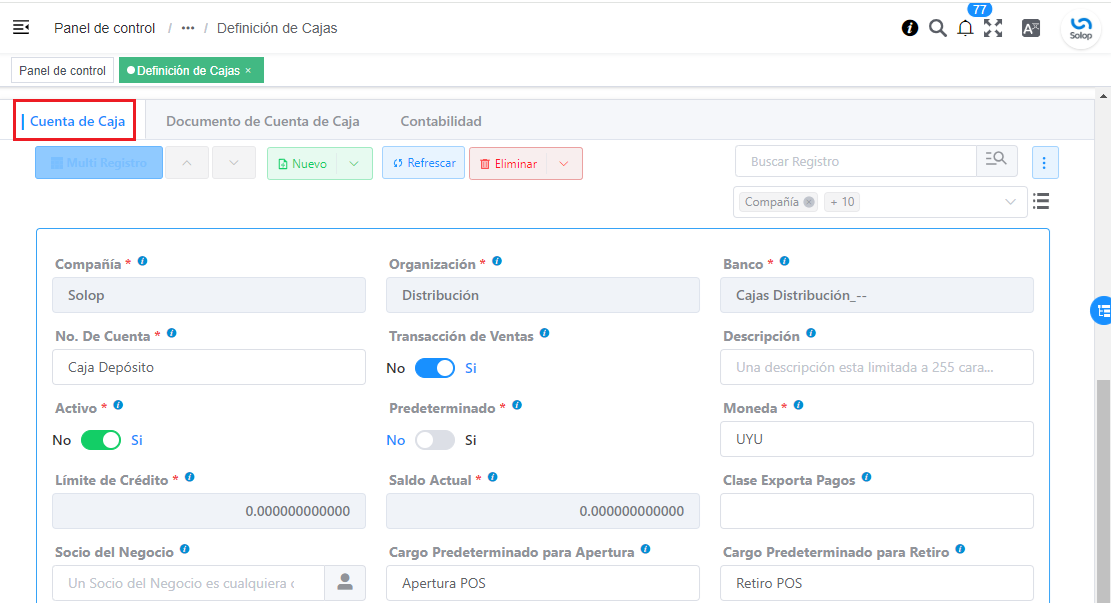 Panel de control / ••• / Definición de Cajas
77
Solop
Panel de control
Definición de Cajas ×
Cuenta de Caja
Documento de Cuenta de Caja
Contabilidad
Multi Registro
Nuevo
Refrescar
Eliminar
Buscar Registro
Compañía
+ 10
Compañía *
Organización *
Banco *
Solop
Distribución
Cajas Distribución_--
No. De Cuenta *
Transacción de Ventas
Descripción
Caja Depósito
No Si
Una descripción esta limitada a 255 cara...
Activo *
Predeterminado *
Moneda *
No Si
No Si
UYU
Límite de Crédito *
Saldo Actual *
Clase Exporta Pagos
0.000000000000
0.000000000000
Socio del Negocio
Cargo Predeterminado para Apertura
Cargo Predeterminado para Retiro
Un Socio del Negocio es cualquiera
Apertura POS
Retiro POS